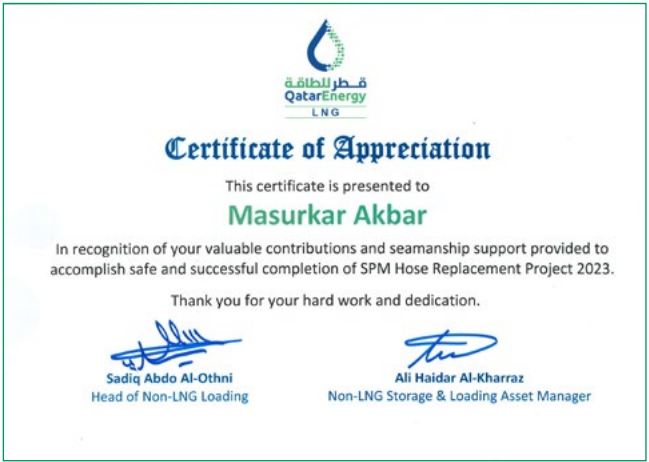 قـطـر للطاقة
QatarEnergy
LNG
Certificate of Appreciation
This certificate is presented to
Masurkar Akbar
In recognition of your valuable contributions and seamanship support provided to
accomplish safe and successful completion of SPM Hose Replacement Project 2023.
Thank you for your hard work and dedication.
Sadiq Abdo Al-Othni
Head of Non-LNG Loading
Ali Haidar Al-Kharraz
Non-LNG Storage & Loading Asset Manager